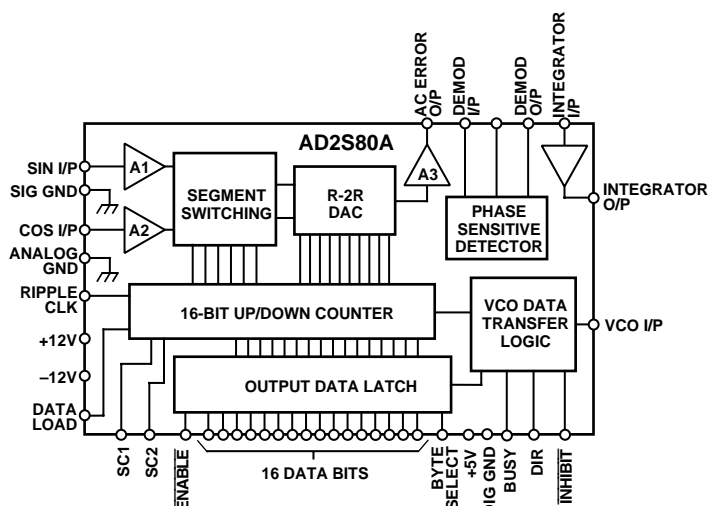 AC ERROR
O/P
DEMOD
I/P
DEMOD
O/P
INTEGRATOR
I/P
AD2S80A
SIN I/P
SIG GND
COS I/P
ANALOG
GND
RIPPLE
CLK
+12V
–12V
DATA
LOAD
A1
A2
SEGMENT
SWITCHING
R-2R
DAC
A3
PHASE
SENSITIVE
DETECTOR
INTEGRATOR
O/P
16-BIT UP/DOWN COUNTER
VCO DATA
TRANSFER
LOGIC
VCO I/P
OUTPUT DATA LATCH
SC1
SC2
ENABLE
16 DATA BITS
BYTE
SELECT
+5V
DIG GND
BUSY
DIR
INHIBIT